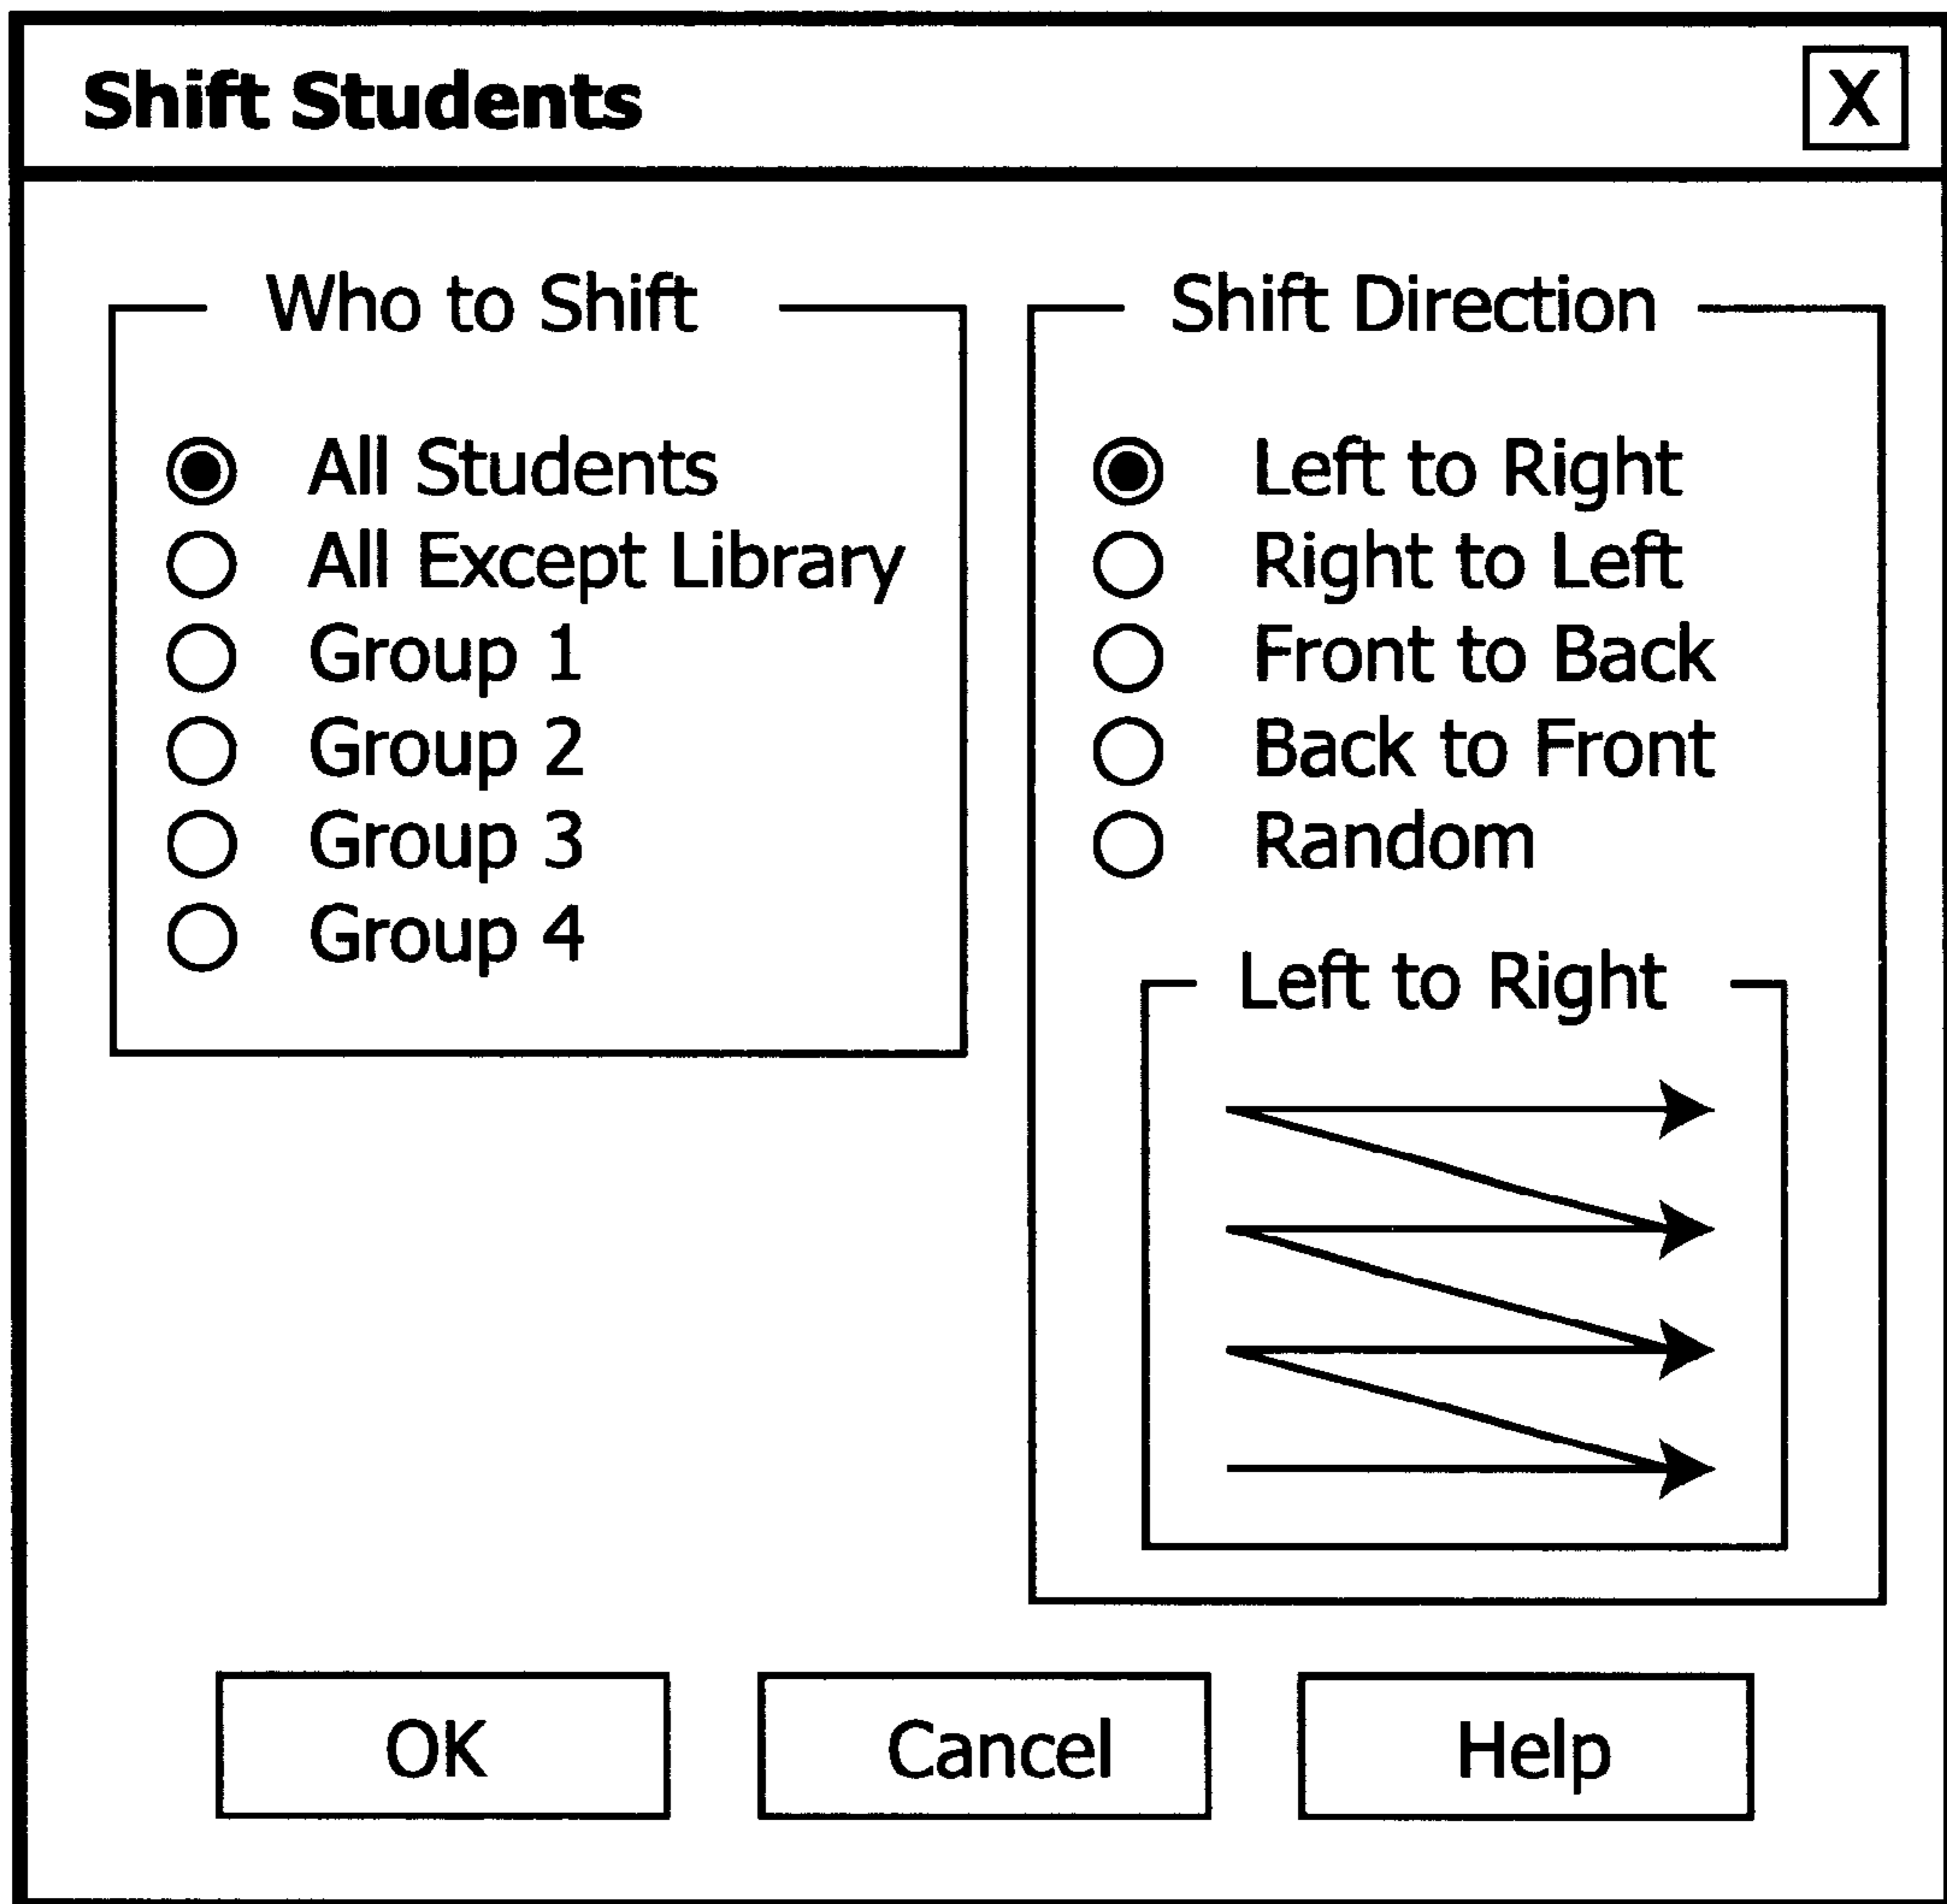 Shift Students
X
Who to Shift
All Students
All Except Library
Group 1
Group 2
Group 3
Group 4
Shift Direction
Left to Right
Right to Left
Front to Back
Back to Front
Random
Left to Right
OK
Cancel
Help